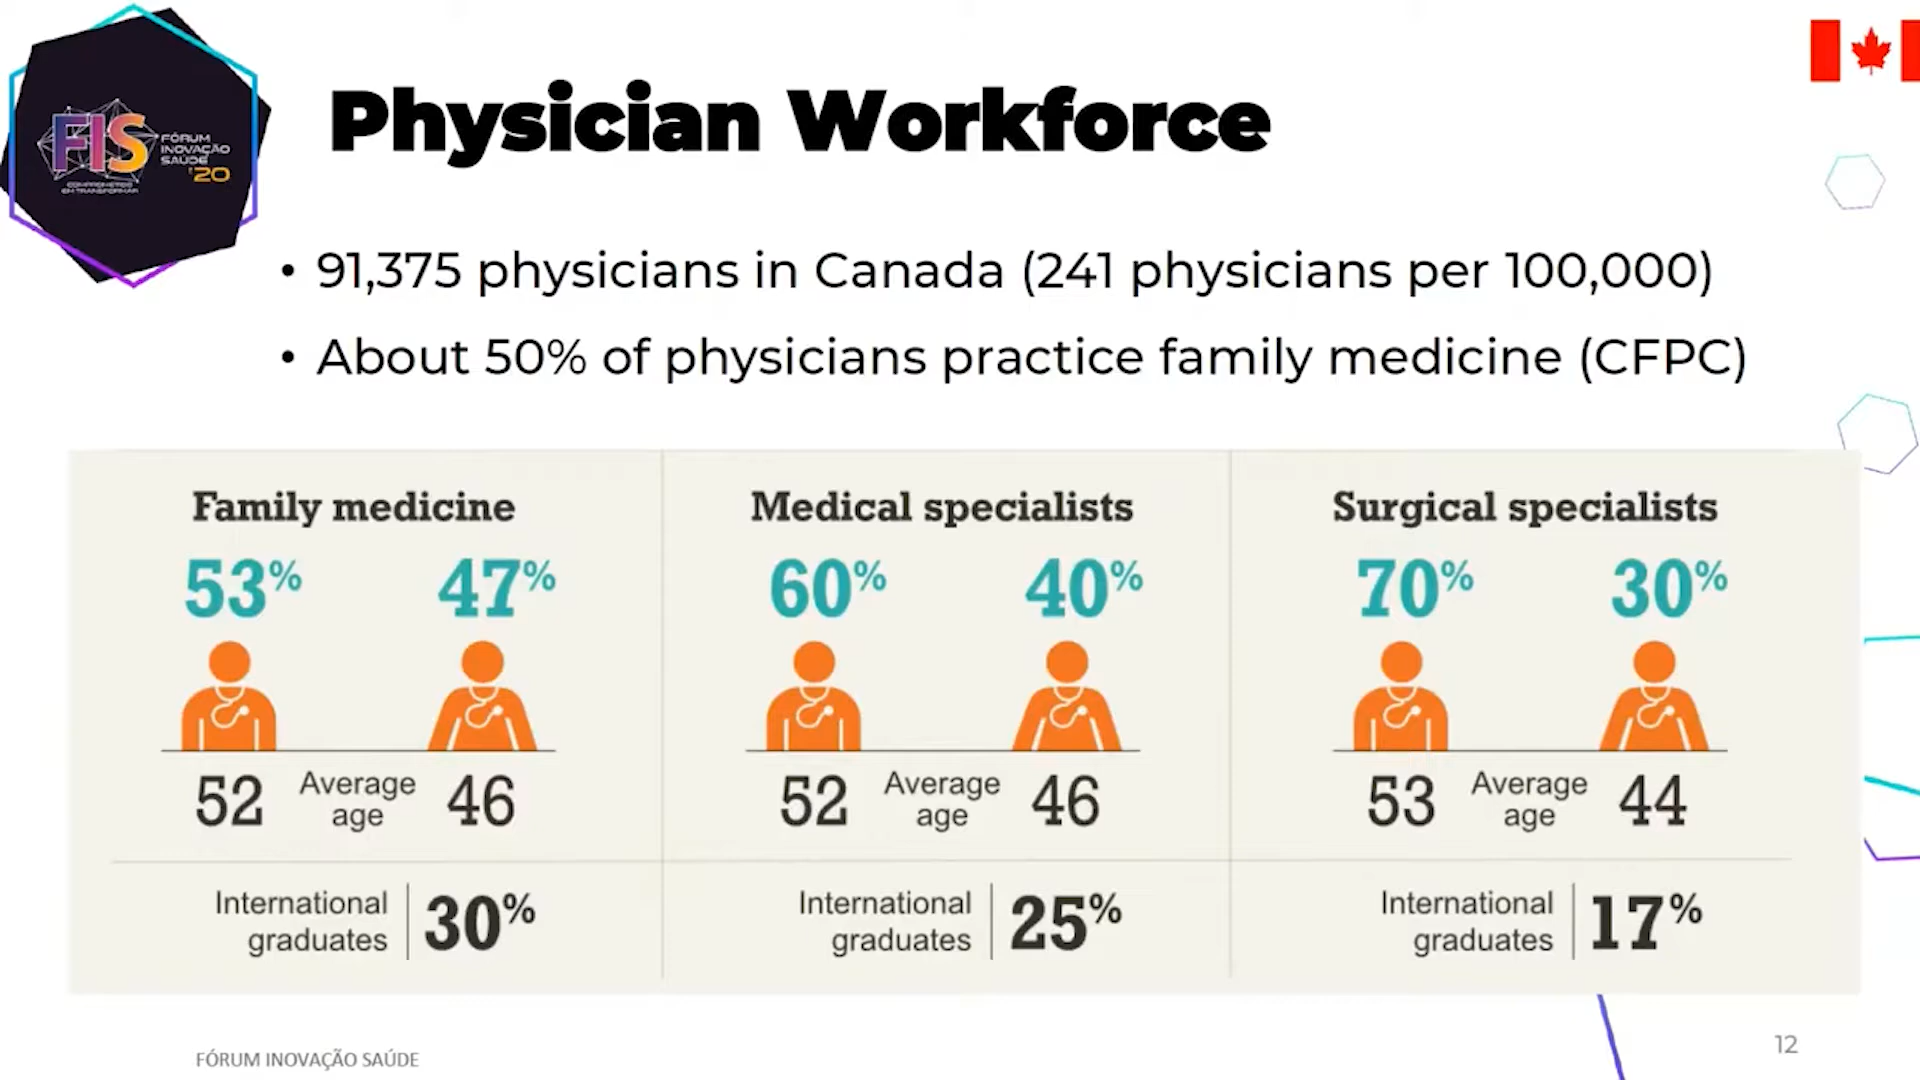 FIS
FÓRUM
INOVAÇÃO
SAÚDE
'20
COMPROMETIDOS
EM TRANSFORMAR
Physician Workforce
• 91,375 physicians in Canada (241 physicians per 100,000)
• About 50% of physicians practice family medicine (CFPC)
Family medicine
53% 47%
52 Average age 46
International
graduates
30%
Medical specialists
60% 40%
52 Average age 46
International
graduates
25%
Surgical specialists
70% 30%
53 Average age 44
International
graduates
17%
FÓRUM INOVAÇÃO SAÚDE
12